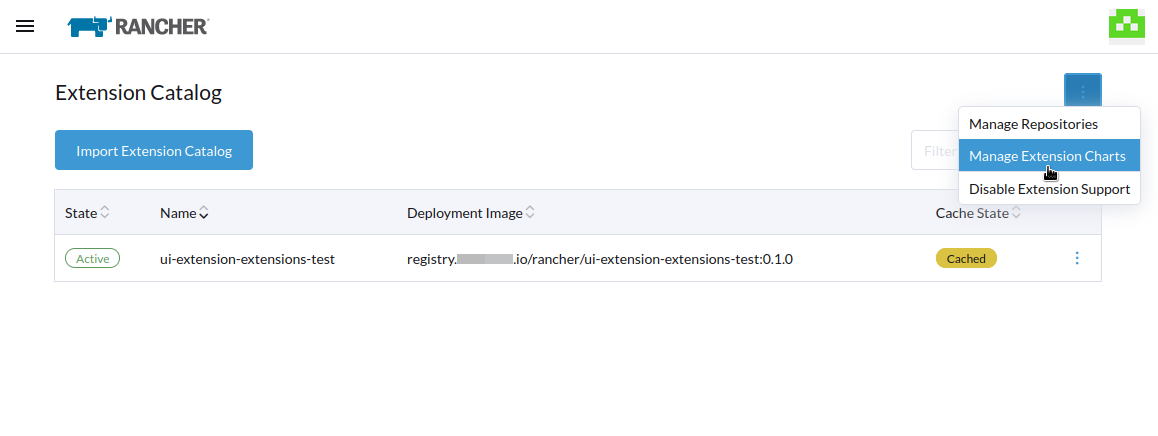 RANCHER
Extension Catalog
Manage Repositories
Import Extension Catalog
Filter
Manage Extension Charts
Disable Extension Support
State Name Deployment Image Cache State
Active ui-extension-extensions-test registry. .io/rancher/ui-extension-extensions-test:0.1.0 Cached